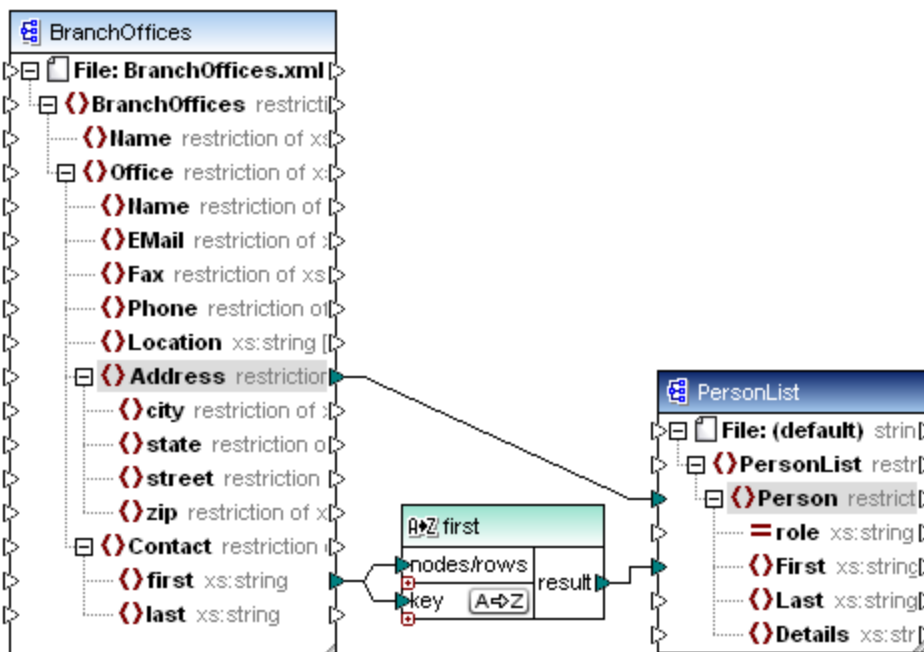 BranchOffices
File: BranchOffices.xml
BranchOffices restricti
Name restriction of xs
Office restriction of x
Name restriction of
EMail restriction of
Fax restriction of xs
Phone restriction of
Location xs:string [
Address restriction
city restriction of
state restriction o
street restriction
zip restriction of x
Contact restriction
first xs:string
last xs:string
A Z first
nodes/rows
key A⇨Z
result
PersonList
File: (default) strin
PersonList restr
Person restrict
role xs:string
First xs:string
Last xs:string
Details xs:str